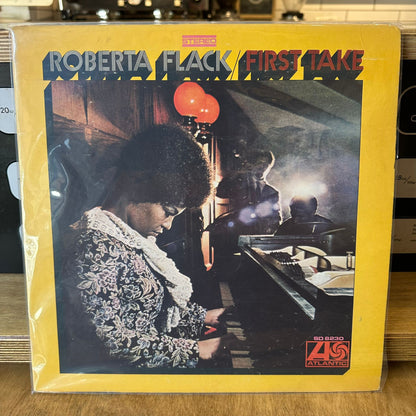 STEREO
ROBERTA FLACK/FIRST TAKE
SD 8230
ATLANTIC